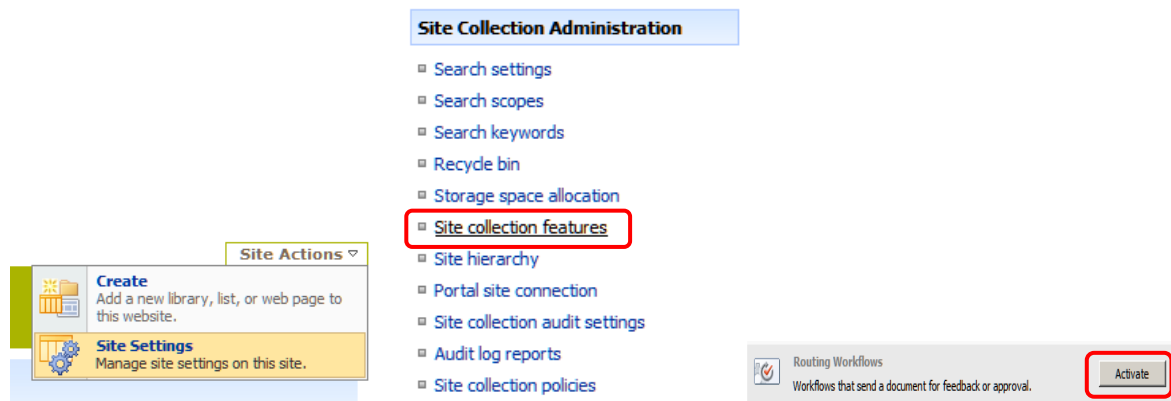 Site Actions
Create
Add a new library, list, or web page to
this website.
Site Settings
Manage site settings on this site.
Site Collection Administration
Search settings
Search scopes
Search keywords
Recycle bin
Storage space allocation
Site collection features
Site hierarchy
Portal site connection
Site collection audit settings
Audit log reports
Site collection policies
Routing Workflows
Workflows that send a document for feedback or approval.
Activate